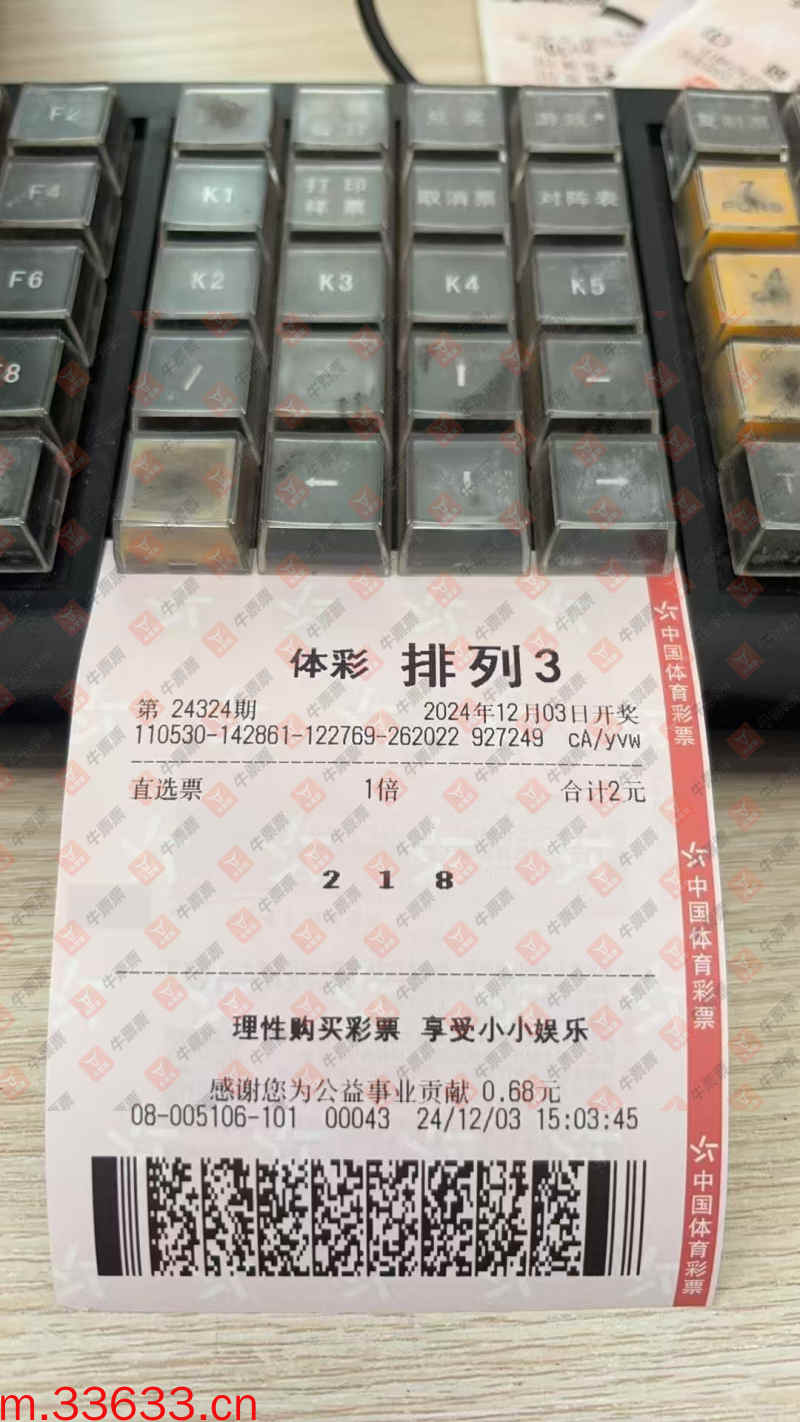 F2
F4
K1
打印
样票
取消票
对阵表
F6
K2
K3
K4
K5
8
体彩 排列3
第 24324期 2024年12月03日开奖
110530-142861-122769-262022 927249 cA/yvw
直选票 1倍 合计2元
2 1 8
理性购买彩票 享受小小娱乐
感谢您为公益事业贡献 0.68元
08-005106-101 00043 24/12/03 15:03:45
中国体育彩票
中国体育彩票
中国体育彩票
牛票票
m.33633.cn